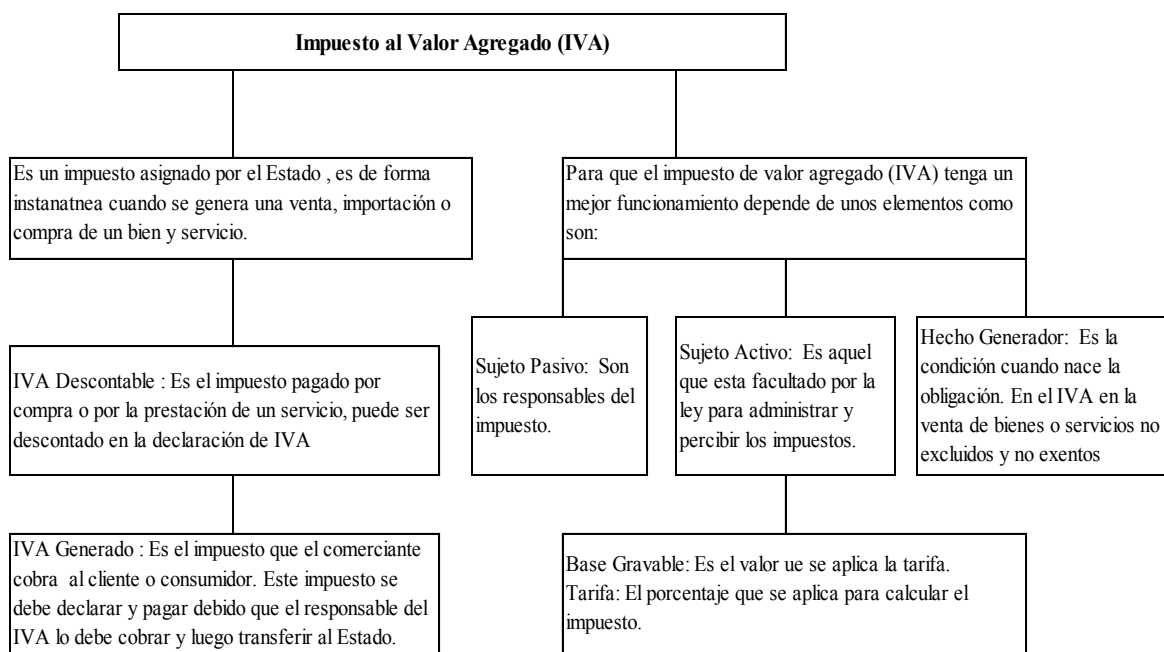 Impuesto al Valor Agregado (IVA)
Es un impuesto asignado por el Estado , es de forma
instanatnea cuando se genera una venta, importación o
compra de un bien y servicio.
Para que el impuesto de valor agregado (IVA) tenga un
mejor funcionamiento depende de unos elementos como
son:
IVA Descontable : Es el impuesto pagado por
compra o por la prestación de un servicio, puede ser
descontado en la declaración de IVA
Sujeto Pasivo: Son
los responsables del
impuesto.
Sujeto Activo: Es aquel
que esta facultado por la
ley para administrar y
percibir los impuestos.
Hecho Generador: Es la
condición cuando nace la
obligación. En el IVA en la
venta de bienes o servicios no
excluidos y no exentos
IVA Generado : Es el impuesto que el comerciante
cobra al cliente o consumidor. Este impuesto se
debe declarar y pagar debido que el responsable del
IVA lo debe cobrar y luego transferir al Estado.
Base Gravable: Es el valor ue se aplica la tarifa.
Tarifa: El porcentaje que se aplica para calcular el
impuesto.